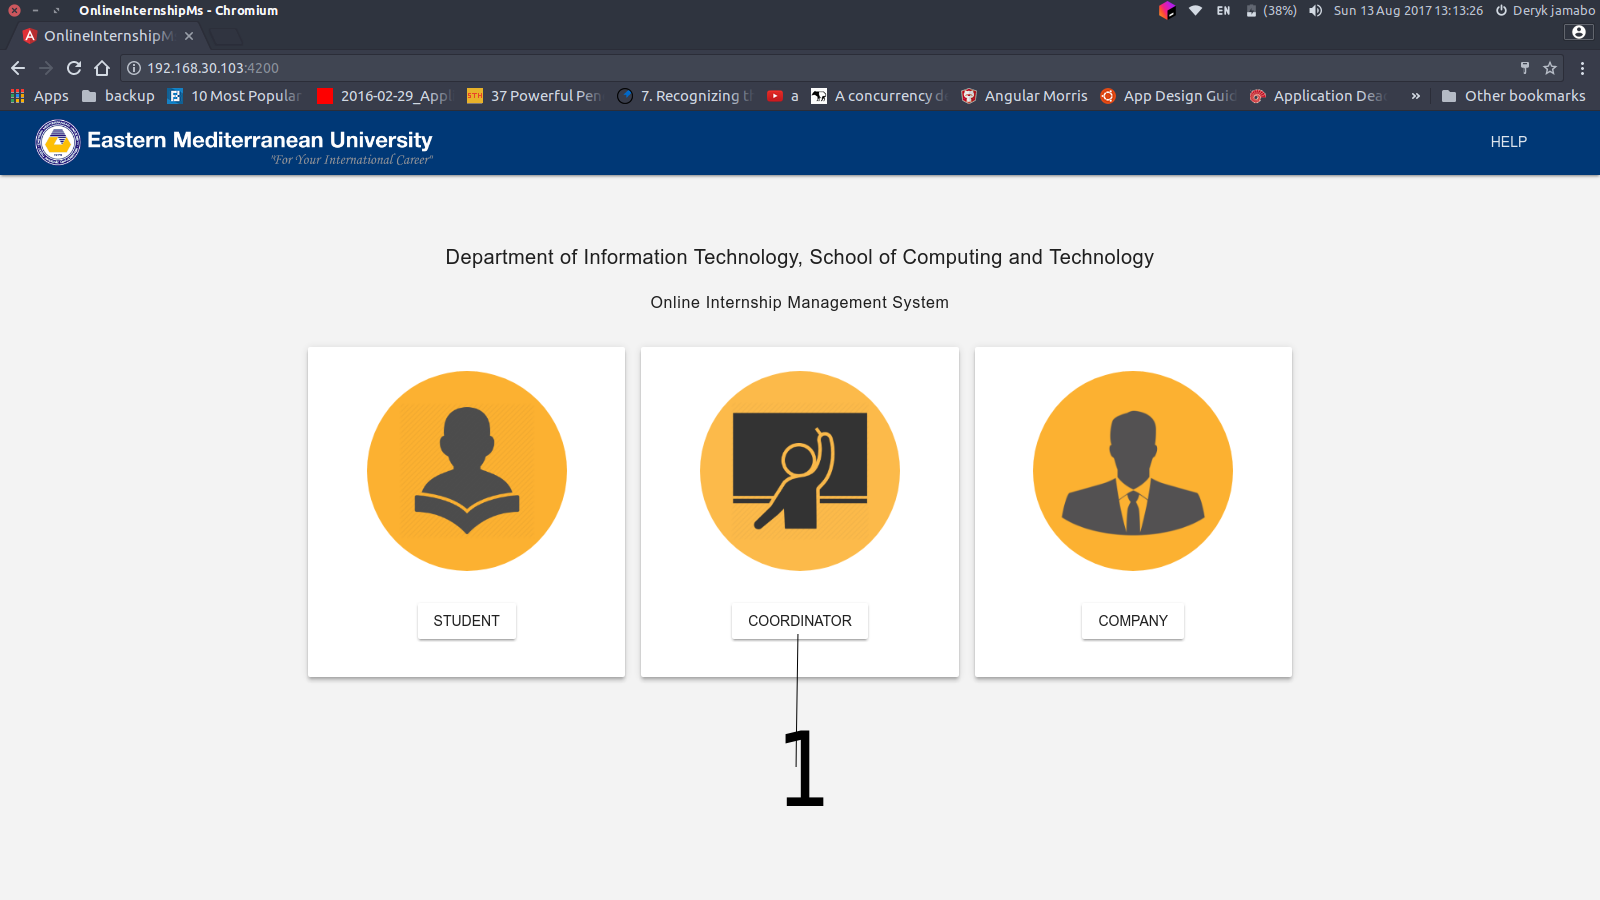 OnlineInternshipMs - Chromium
EN (38%) Sun 13 Aug 2017 13:13:26 Deryk jamabo
OnlineInternshipM
192.168.30.103:4200
Apps backup 10 Most Popular 2016-02-29_Appl 37 Powerful Pen 7. Recognizing th a A concurrency d Angular Morris App Design Guid Application Dea » Other bookmarks
Eastern Mediterranean University
"For Your International Career"
HELP
Department of Information Technology, School of Computing and Technology
Online Internship Management System
STUDENT COORDINATOR COMPANY
1